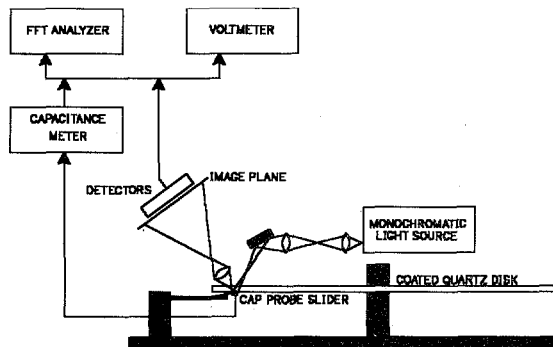 FFT ANALYZER
VOLTMETER
CAPACITANCE
METER
IMAGE PLANE
DETECTORS
MONOCHROMATIC
LIGHT SOURCE
COATED QUARTZ DISK
CAP PROBE SLIDER